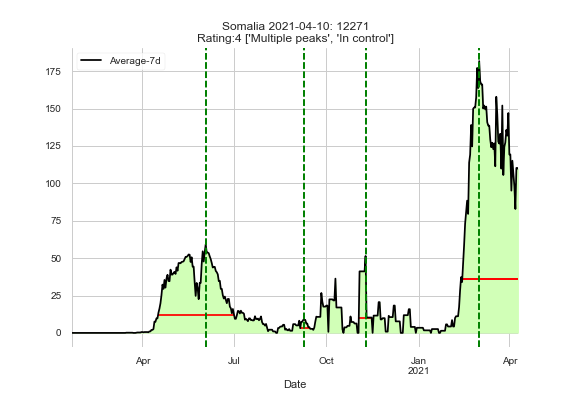 Somalia 2021-04-10: 12271
Rating:4 ['Multiple peaks', 'In control']
Average-7d
175
150
125
100
75
50
25
0
Apr
Jul
Oct
Jan
2021
Apr
Date